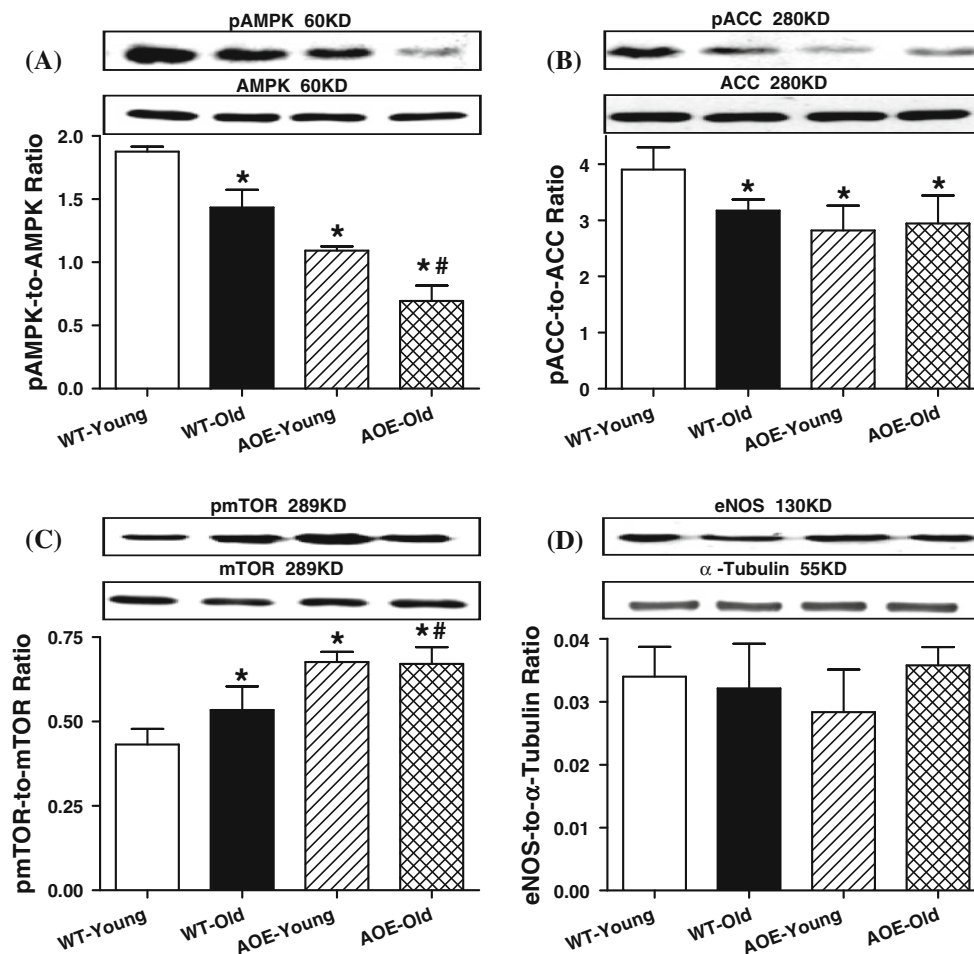 pAMPK 60KD
(A)
AMPK 60KD
pAMPK-to-AMPK Ratio
2.0
1.5
1.0
0.5
0.0
*
*
* #
WT-Young
WT-Old
AOE-Young
AOE-Old
pACC 280KD
(B)
ACC 280KD
pACC-to-ACC Ratio
4
3
2
1
0
*
*
*
WT-Young
WT-Old
AOE-Young
AOE-Old
pmTOR 289KD
(C)
mTOR 289KD
pmTOR-to-mTOR Ratio
0.75
0.50
0.25
0.00
*
*
* #
WT-Young
WT-Old
AOE-Young
AOE-Old
eNOS 130KD
(D)
α -Tubulin 55KD
eNOS-to-α-Tubulin Ratio
0.04
0.03
0.02
0.01
0.00
WT-Young
WT-Old
AOE-Young
AOE-Old